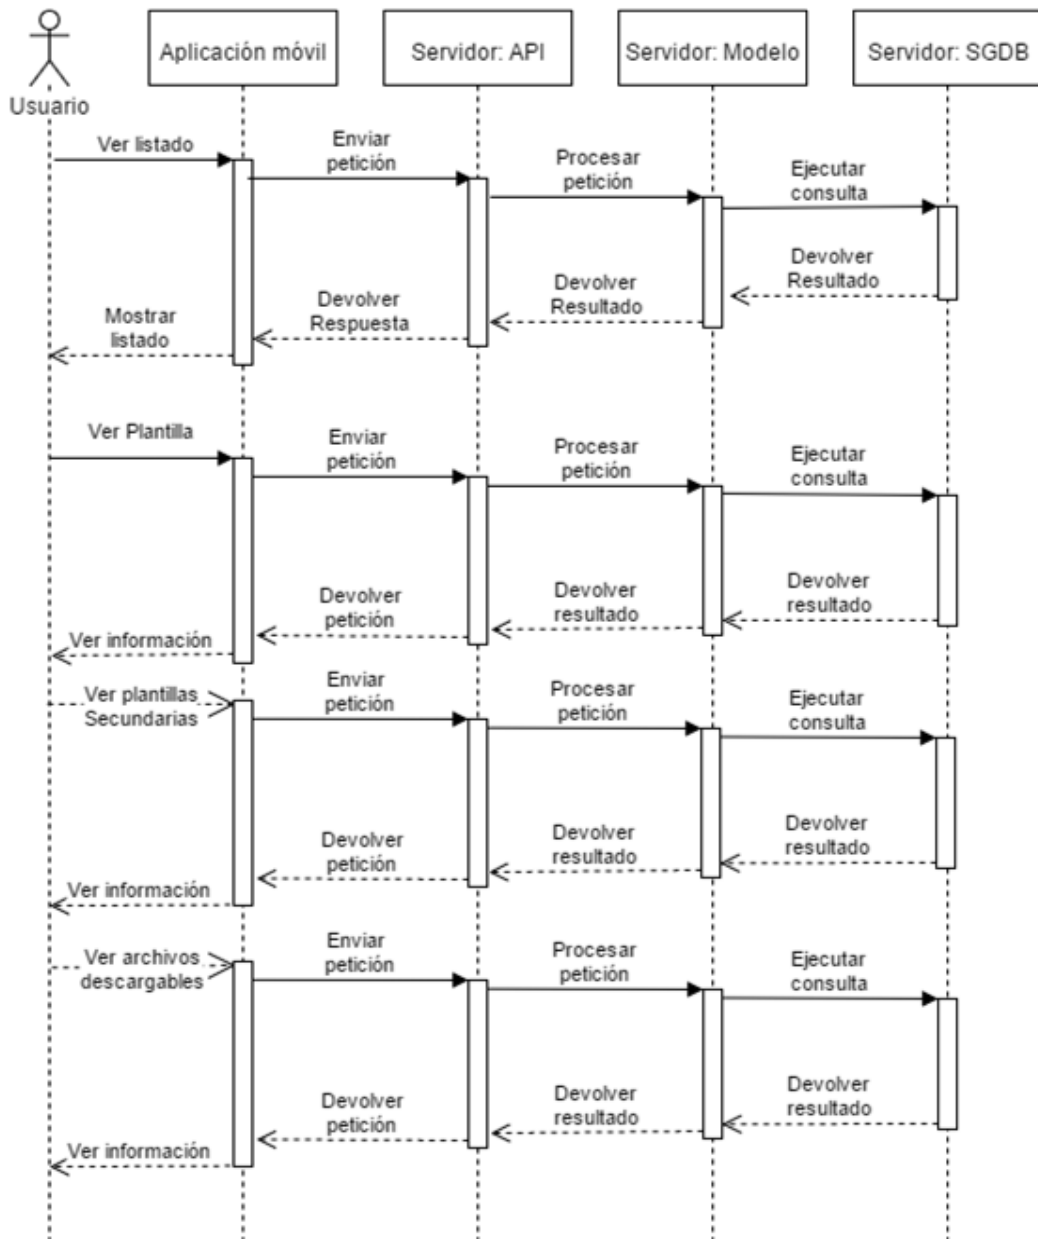 Aplicación móvil
Servidor: API
Servidor: Modelo
Servidor: SGDB
Usuario
Ver listado
Enviar
petición
Procesar
petición
Ejecutar
consulta
Devolver
Resultado
Devolver
Resultado
Devolver
Respuesta
Mostrar
listado
Ver Plantilla
Enviar
petición
Procesar
petición
Ejecutar
consulta
Devolver
resultado
Devolver
resultado
Devolver
petición
Ver información
Ver plantillas
Secundarias
Enviar
petición
Procesar
petición
Ejecutar
consulta
Devolver
resultado
Devolver
resultado
Devolver
petición
Ver información
Ver archivos
descargables
Enviar
petición
Procesar
petición
Ejecutar
consulta
Devolver
resultado
Devolver
resultado
Devolver
petición
Ver información